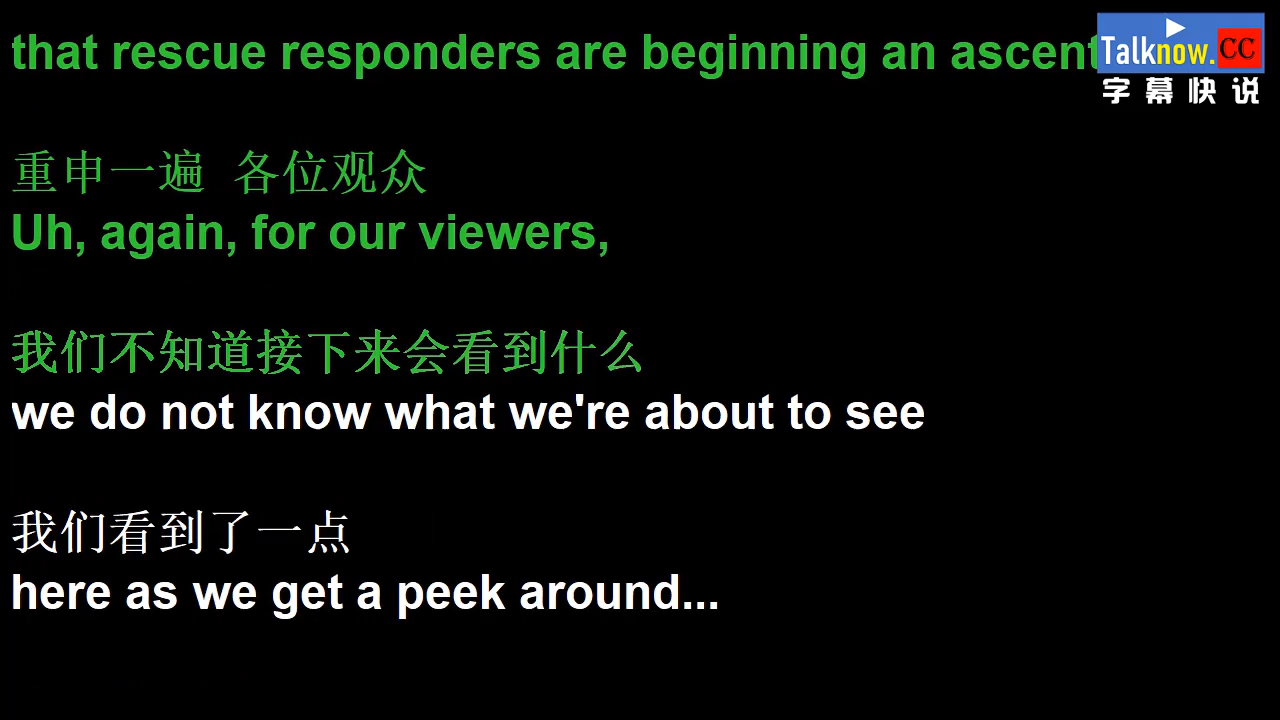 that rescue responders are beginning an ascent
Talknow.CC
字幕快说
重申一遍 各位观众
Uh, again, for our viewers,
我们不知道接下来会看到什么
we do not know what we're about to see
我们看到了一点
here as we get a peek around...